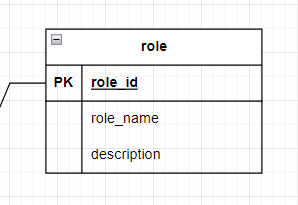 role
PK role_id
role_name
description